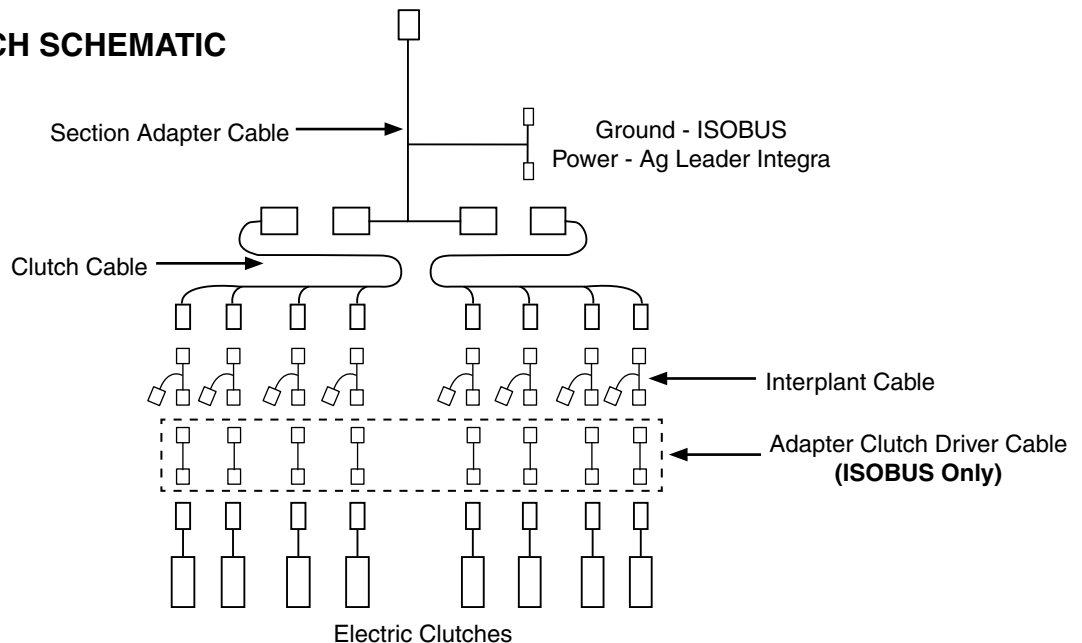 CH SCHEMATIC
Section Adapter Cable
Ground - ISOBUS
Power - Ag Leader Integra
Clutch Cable
Interplant Cable
Adapter Clutch Driver Cable
(ISOBUS Only)
Electric Clutches